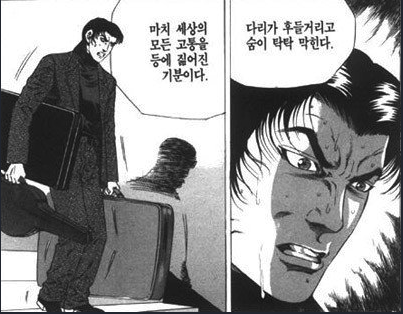 다리가 후들거리고
숨이 탁탁 막힌다.
마치 세상의
모든 고통을
등에 짊어진
기분이다.